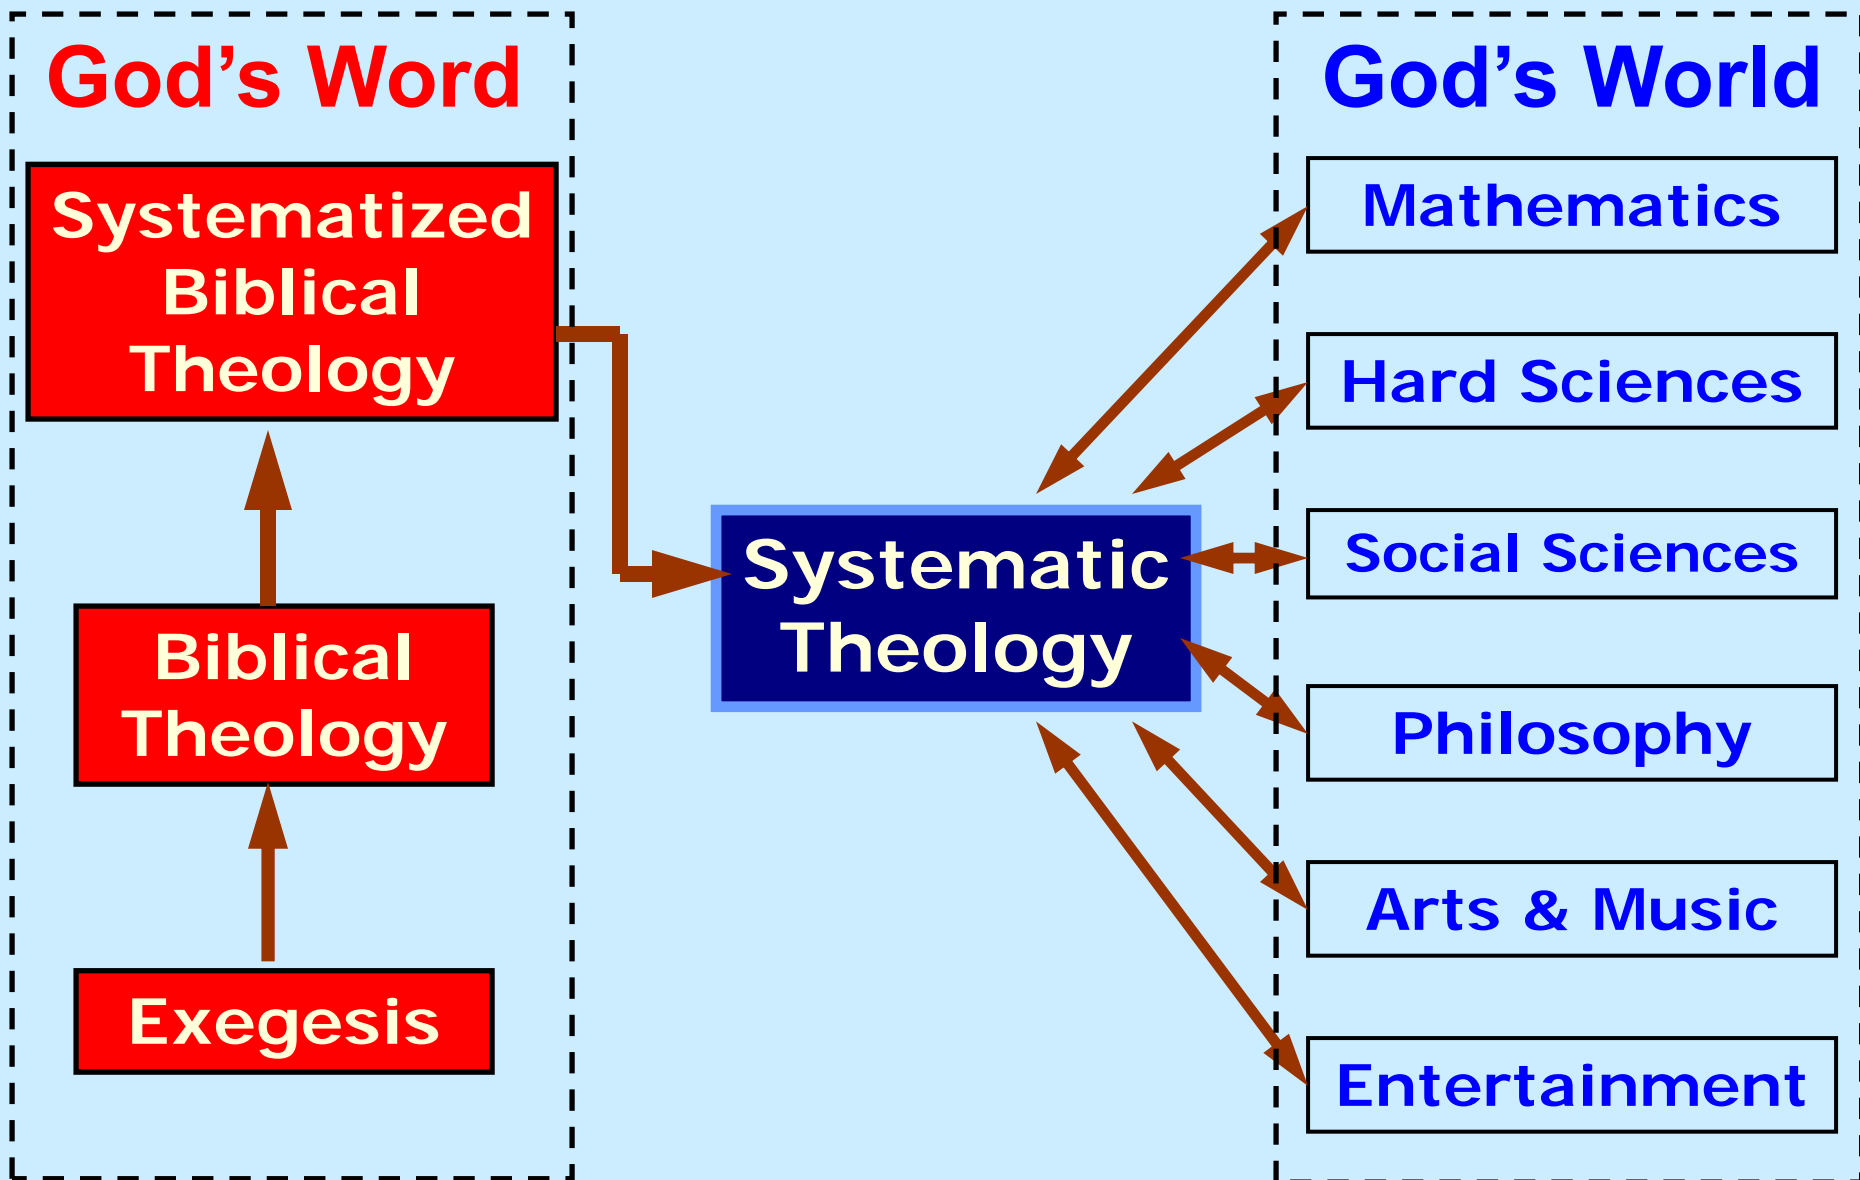 God’s Word
Systematized
Biblical
Theology
Biblical
Theology
Exegesis
Systematic
Theology
God’s World
Mathematics
Hard Sciences
Social Sciences
Philosophy
Arts & Music
Entertainment